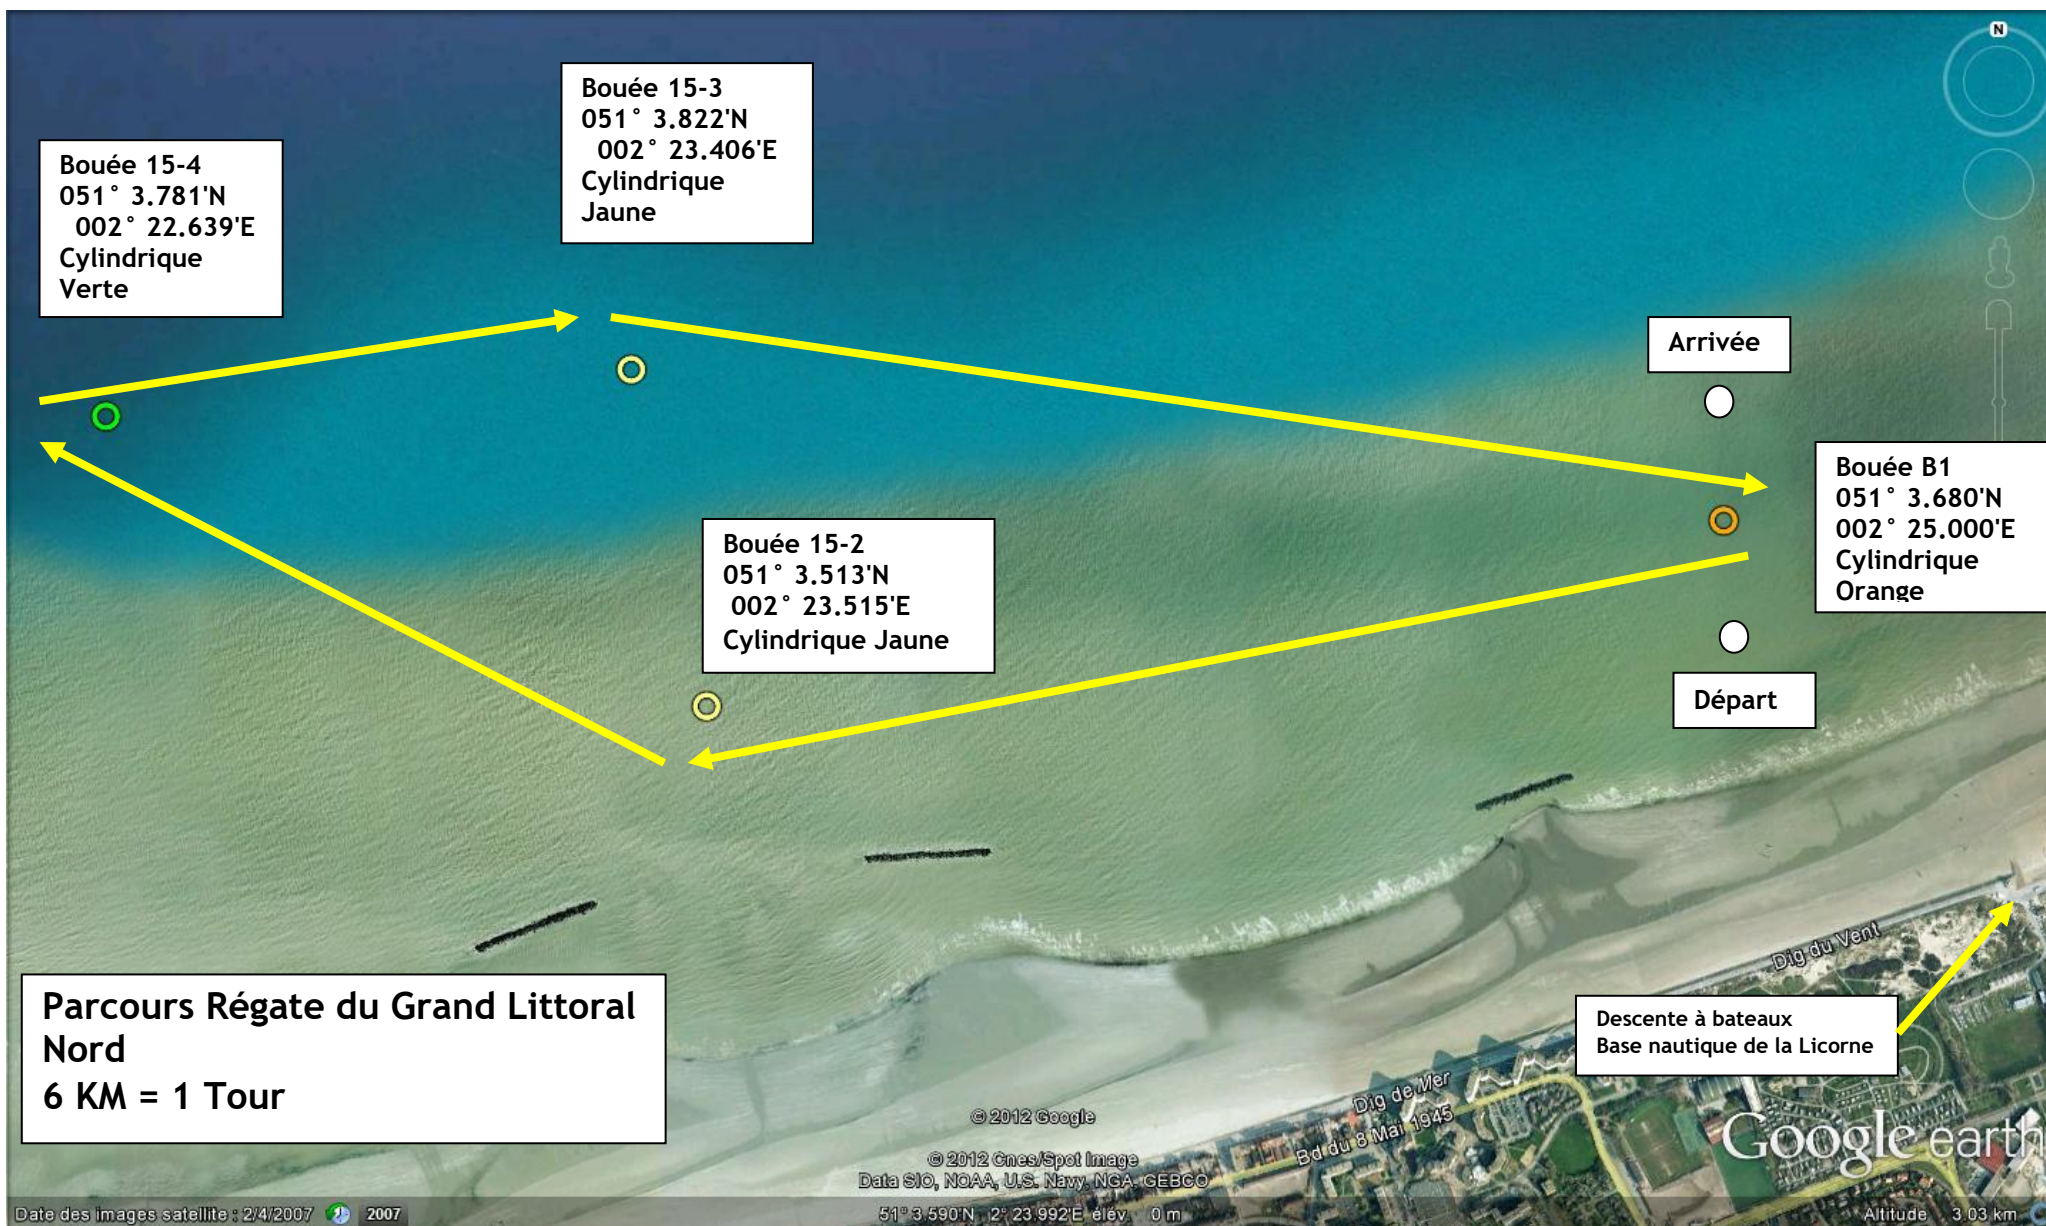 N
Bouée 15-3
051° 3.822'N
002° 23.406'E
Cylindrique
Jaune
Bouée 15-4
051° 3.781'N
002° 22.639'E
Cylindrique
Verte
Arrivée
Bouée B1
051° 3.680'N
002° 25.000'E
Cylindrique
Orange
Bouée 15-2
051° 3.513'N
002° 23.515'E
Cylindrique Jaune
Départ
Dig du Vent
Descente à bateaux
Base nautique de la Licorne
Parcours Régate du Grand Littoral
Nord
6 KM = 1 Tour
Dig de Mer
Bd du 8 Mai 1945
© 2012 Google
© 2012 Cnes/Spot Image
Data SIO, NOAA, U.S. Navy, NGA, GEBCO
Google earth
Date des images satellite : 2/4/2007 2007
51° 3.590'N 2° 23.992'E élév. 0 m
Altitude 3.03 km